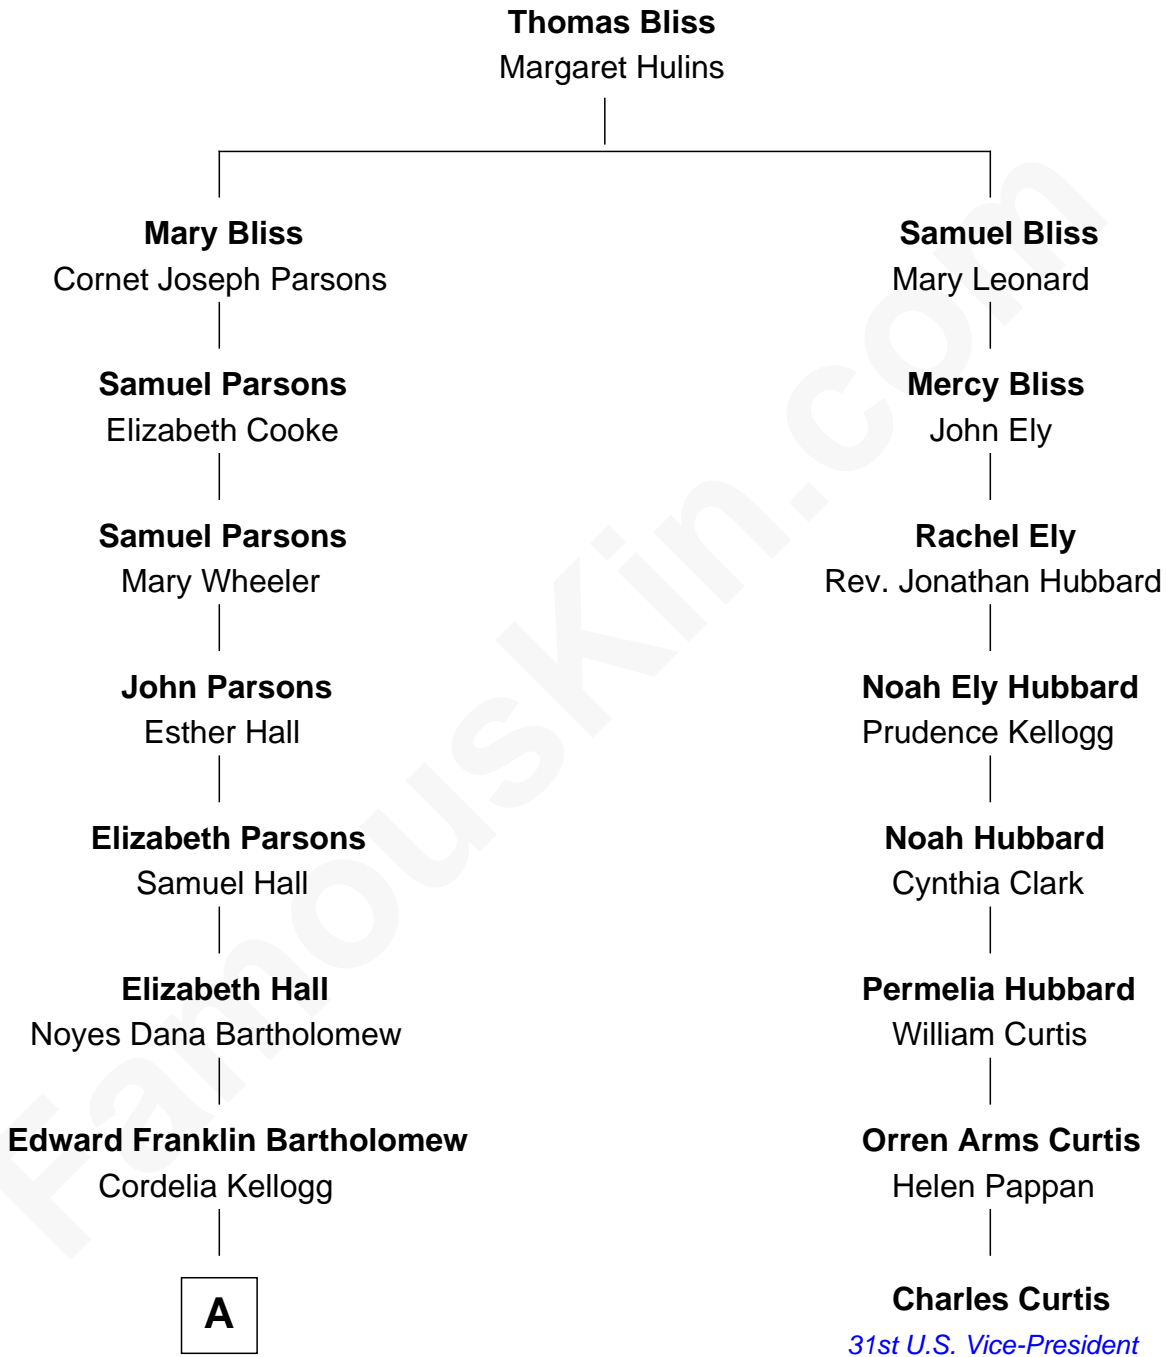 Thomas Bliss
Margaret Hulins
Mary Bliss
Cornet Joseph Parsons
Samuel Parsons
Elizabeth Cooke
Samuel Parsons
Mary Wheeler
John Parsons
Esther Hall
Elizabeth Parsons
Samuel Hall
Elizabeth Hall
Noyes Dana Bartholomew
Edward Franklin Bartholomew
Cordelia Kellogg
A
Samuel Bliss
Mary Leonard
Mercy Bliss
John Ely
Rachel Ely
Rev. Jonathan Hubbard
Noah Ely Hubbard
Prudence Kellogg
Noah Hubbard
Cynthia Clark
Permelia Hubbard
William Curtis
Orren Arms Curtis
Helen Pappan
Charles Curtis
31st U.S. Vice-President
FamousKin.com